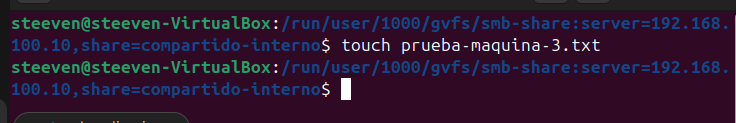 steeven@steeven-VirtualBox:/run/user/1000/gvfs/smb-share:server=192.168.
100.10,share=compartido-interno$ touch prueba-maquina-3.txt
steeven@steeven-VirtualBox:/run/user/1000/gvfs/smb-share:server=192.168.
100.10,share=compartido-interno$